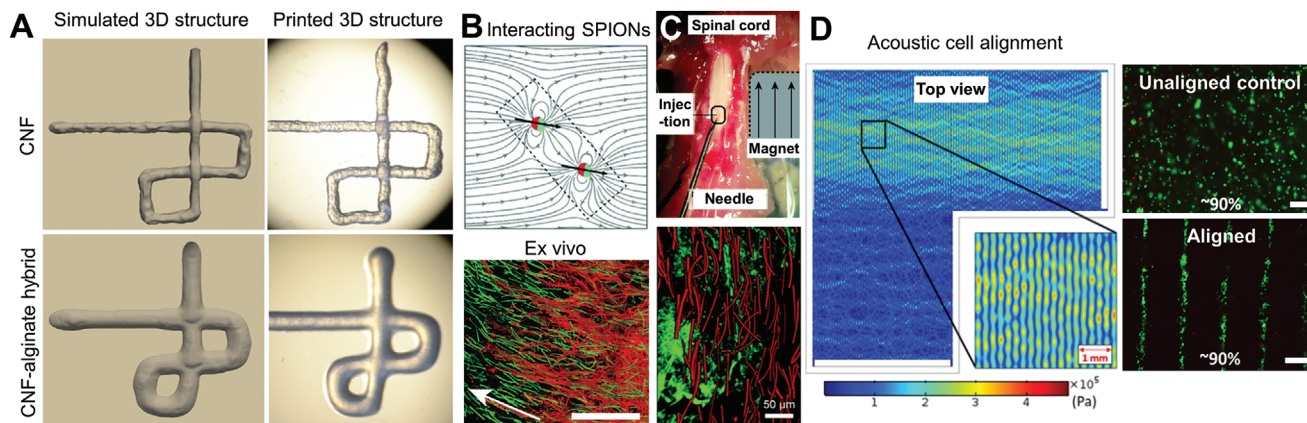 A
Simulated 3D structure
Printed 3D structure
CNF
CNF-alginate hybrid
B
Interacting SPIONs
Ex vivo
C
Spinal cord
Injec
-tion
Magnet
Needle
50 µm
D
Acoustic cell alignment
Top view
1 mm
1 2 3 4
×10⁵
(Pa)
Unaligned control
~90%
Aligned
~90%